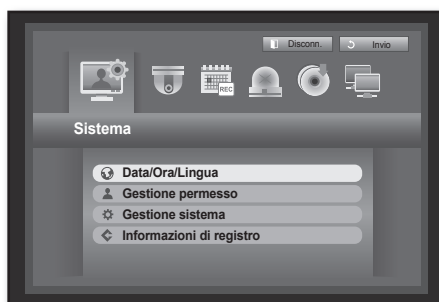 Disconn. Invio
REC
Sistema
Data/Ora/Lingua
Gestione permesso
Gestione sistema
Informazioni di registro